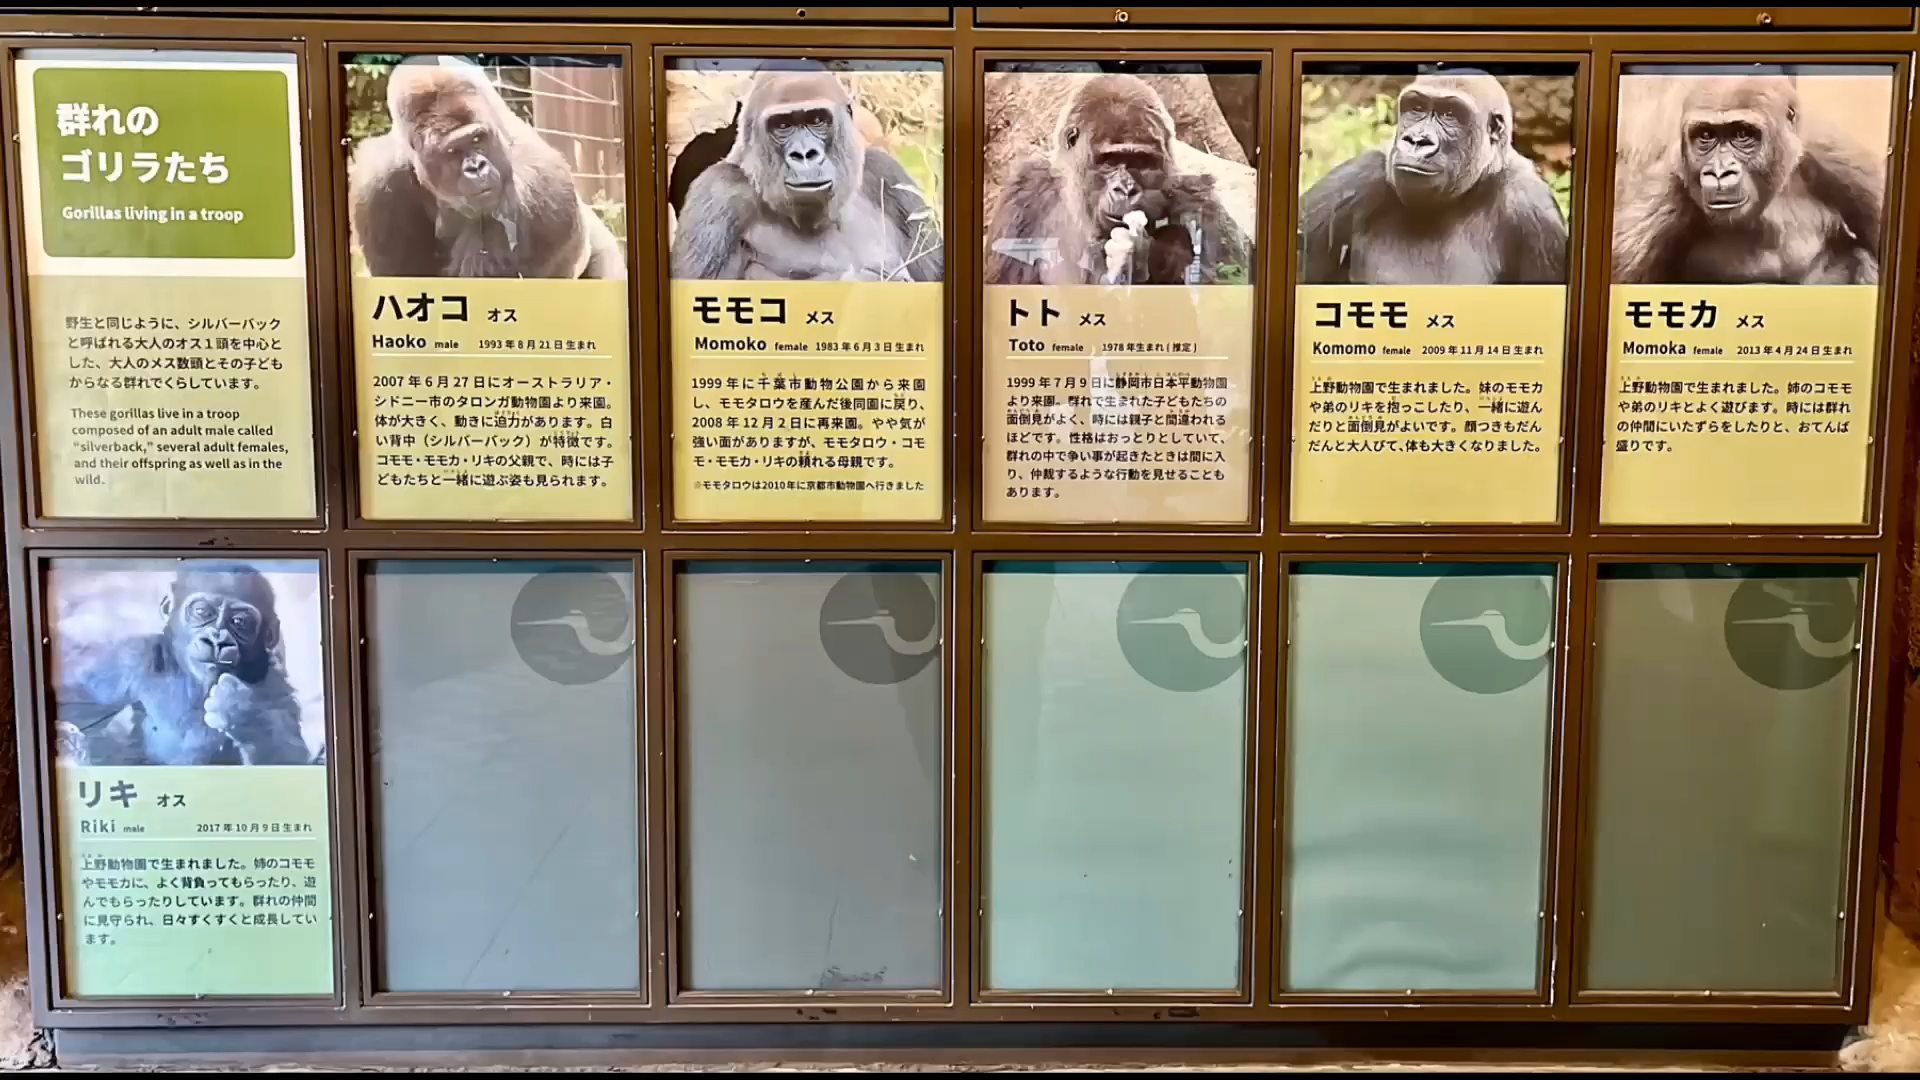 群れの
ゴリラたち
Gorillas living in a troop
野生と同じように、シルバーバック
と呼ばれる大人のオス1頭を中心と
した、大人のメス数頭とその子ども
からなる群れでくらしています。
These gorillas live in a troop
composed of an adult male called
"silverback," several adult females,
and their offspring as well as in the
wild.
ハオコ オス
Haoko male 1993年8月21日生まれ
2007年6月27日にオーストラリア・
シドニー市のタロンガ動物園より来園。
体が大きく、動きに迫力があります。白
い背中（シルバーバック）が特徴です。
コモモ・モモカ・リキの父親で、時には子
どもたちと一緒に遊ぶ姿も見られます。
モモコ メス
Momoko female 1983年6月3日生まれ
1999年に千葉市動物公園から来園
し、モモタロウを産んだ後同園に戻り、
2008年12月2日に再来園。やや気が
強い面がありますが、モモタロウ・コモ
モ・モモカ・リキの頼れる母親です。
※モモタロウは2010年に京都市動物園へ行きました
トト メス
Toto female 1978年生まれ(推定)
1999年7月9日に静岡市日本平動物園
より来園。群れで生まれた子どもたちの
面倒見がよく、時には親子と間違われる
ほどです。性格はおっとりとしていて、
群れの中で争い事が起きたときは間に入
り、仲裁するような行動を見せることも
あります。
コモモ メス
Komomo female 2009年11月14日生まれ
上野動物園で生まれました。妹のモモカ
や弟のリキを抱っこしたり、一緒に遊ん
だりと面倒見がよいです。顔つきもだん
だんと大人びて、体も大きくなりました。
モモカ メス
Momoka female 2013年4月24日生まれ
上野動物園で生まれました。姉のコモモ
や弟のリキとよく遊びます。時には群れ
の仲間にいたずらをしたりと、おてんば
盛りです。
リキ オス
Riki male 2017年10月9日生まれ
上野動物園で生まれました。姉のコモモ
やモモカに、よく背負ってもらったり、遊
んでもらったりしています。群れの仲間
に見守られ、日々すくすくと成長してい
ます。